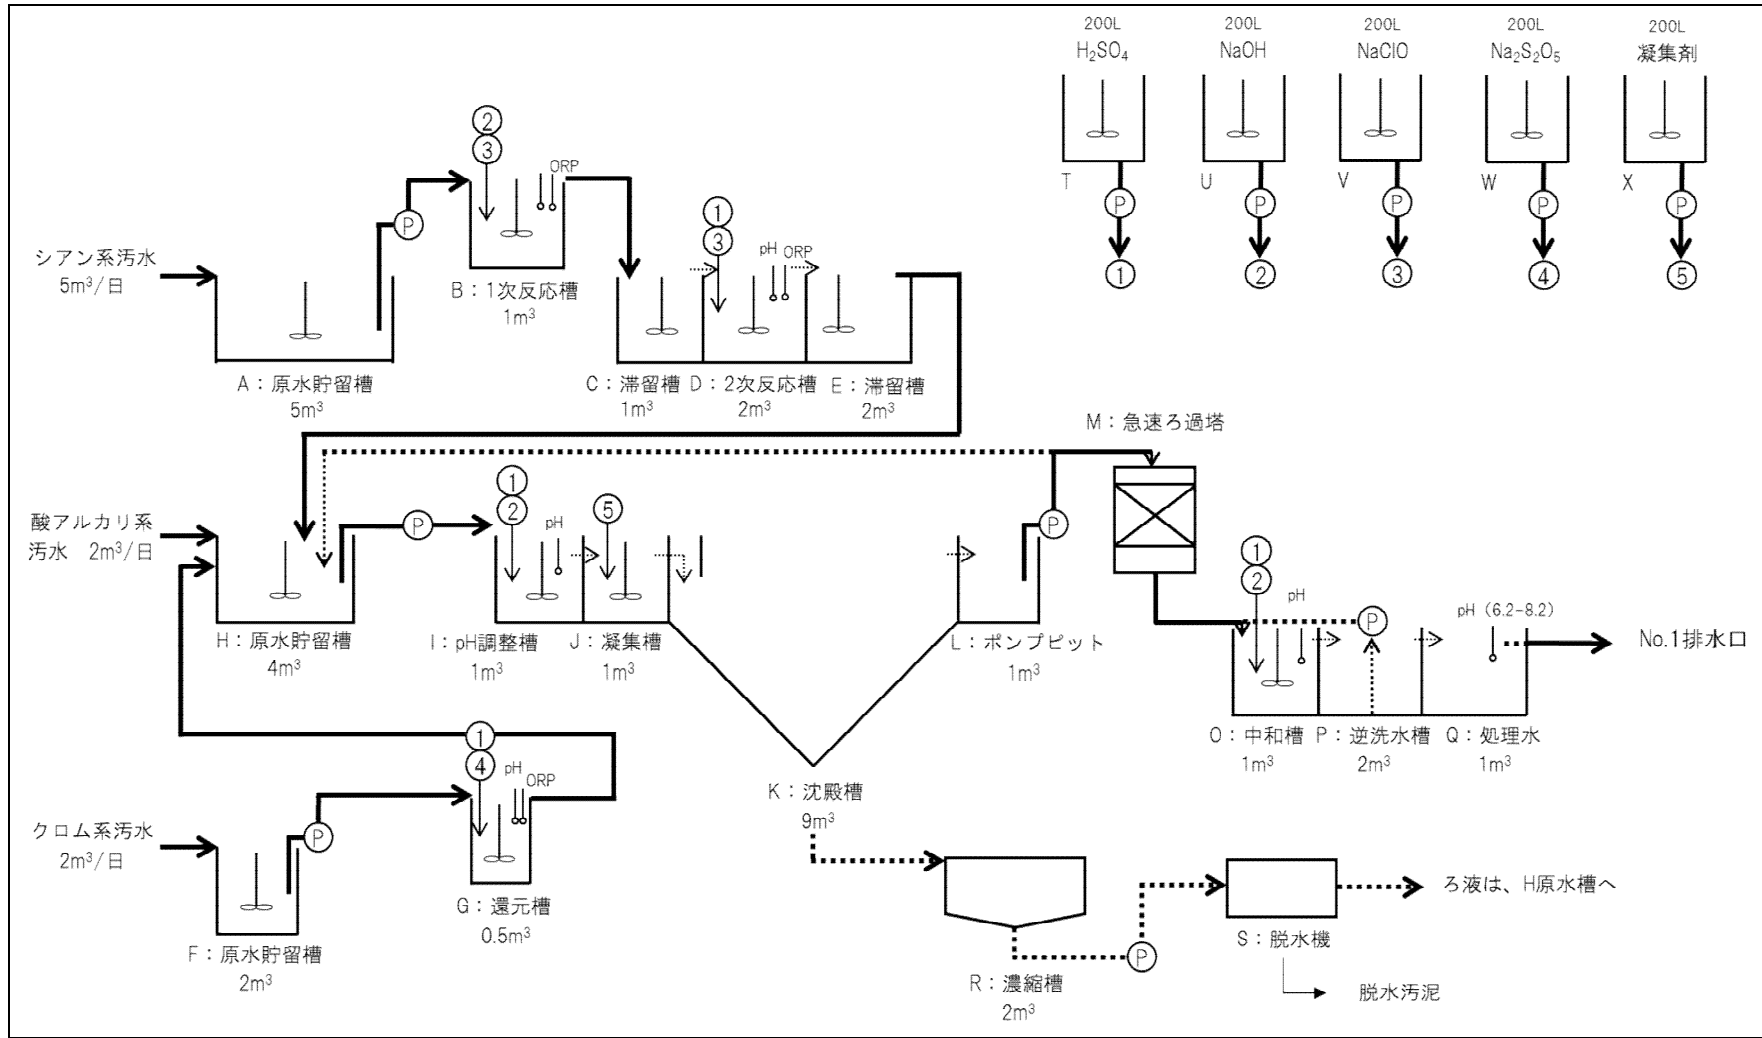 200L
H₂SO₄
200L
NaOH
200L
NaClO
200L
Na₂S₂O₅
200L
凝集剤
T
U
V
W
X
P
P
P
P
P
①
②
③
④
⑤
②
③
ORP
P
シアン系汚水
5m³/日
B：1次反応槽
1m³
①
③
pH
ORP
A：原水貯留槽
5m³
C：滞留槽
1m³
D：2次反応槽
2m³
E：滞留槽
2m³
M：急速ろ過塔
酸アルカリ系
汚水 2m³/日
P
①
②
pH
⑤
P
H：原水貯留槽
4m³
I：pH調整槽
1m³
J：凝集槽
1m³
L：ポンプピット
1m³
①
②
pH
P
pH（6.2-8.2）
No.1排水口
O：中和槽
1m³
P：逆洗水槽
2m³
Q：処理水
1m³
K：沈殿槽
9m³
クロム系汚水
2m³/日
P
①
④
pH
ORP
G：還元槽
0.5m³
F：原水貯留槽
2m³
R：濃縮槽
2m³
P
S：脱水機
ろ液は、H原水槽へ
脱水汚泥